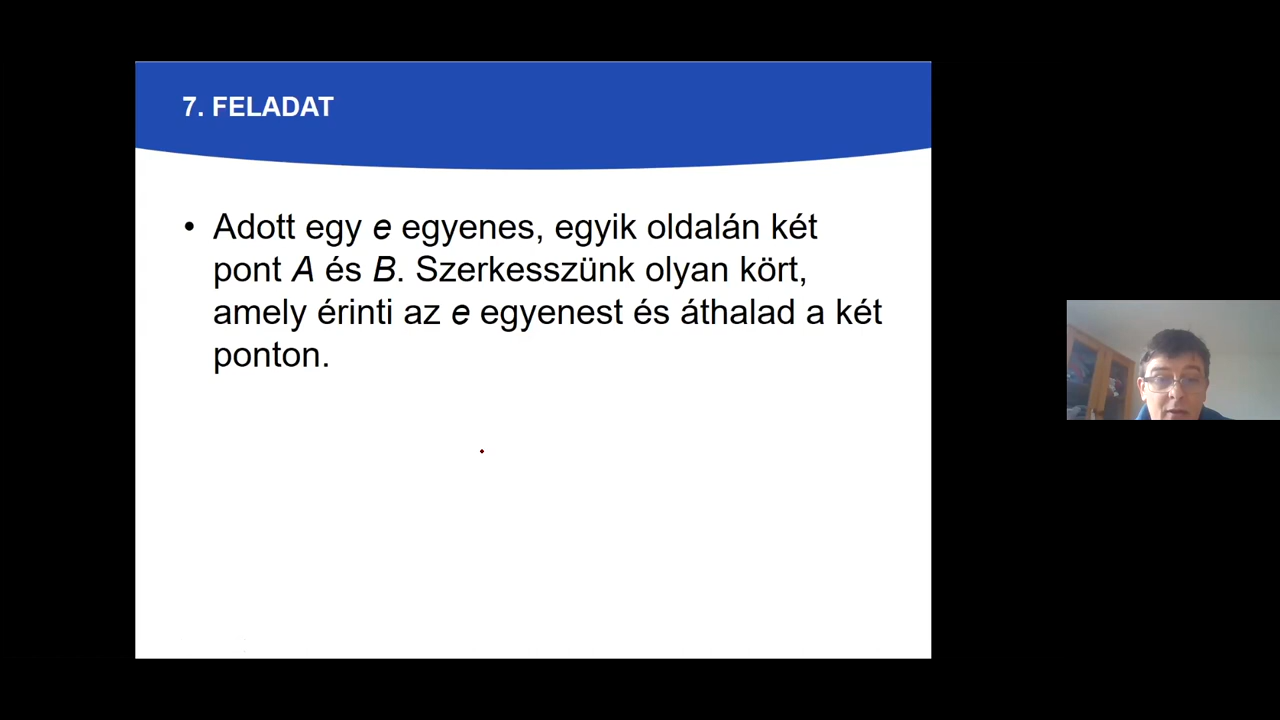 7. FELADAT
• Adott egy e egyenes, egyik oldalán két
pont A és B. Szerkesszünk olyan kört,
amely érinti az e egyenest és áthalad a két
ponton.